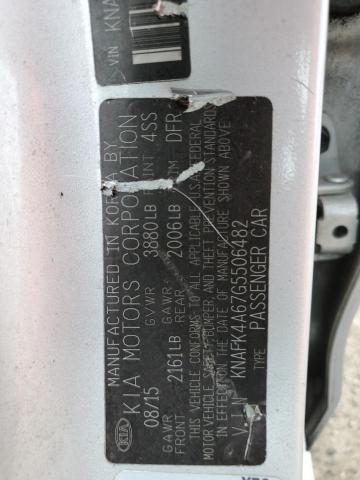 VIN KNA
MANUFACTURED IN KOREA BY
KIA KIA MOTORS CORPORATION
08/15 GVWR 3880LB 4SS
GAWR FRONT 2161LB GAWR REAR 2006LB DFR
THIS VEHICLE CONFORMS TO ALL APPLICABLE U.S.A FEDERAL
MOTOR VEHICLE SAFETY, BUMPER, AND THEFT PREVENTION STANDARDS
IN EFFECT ON THE DATE OF MANUFACTURE SHOWN ABOVE
V I N : KNAFK4A67G5506482
TYPE : PASSENGER CAR